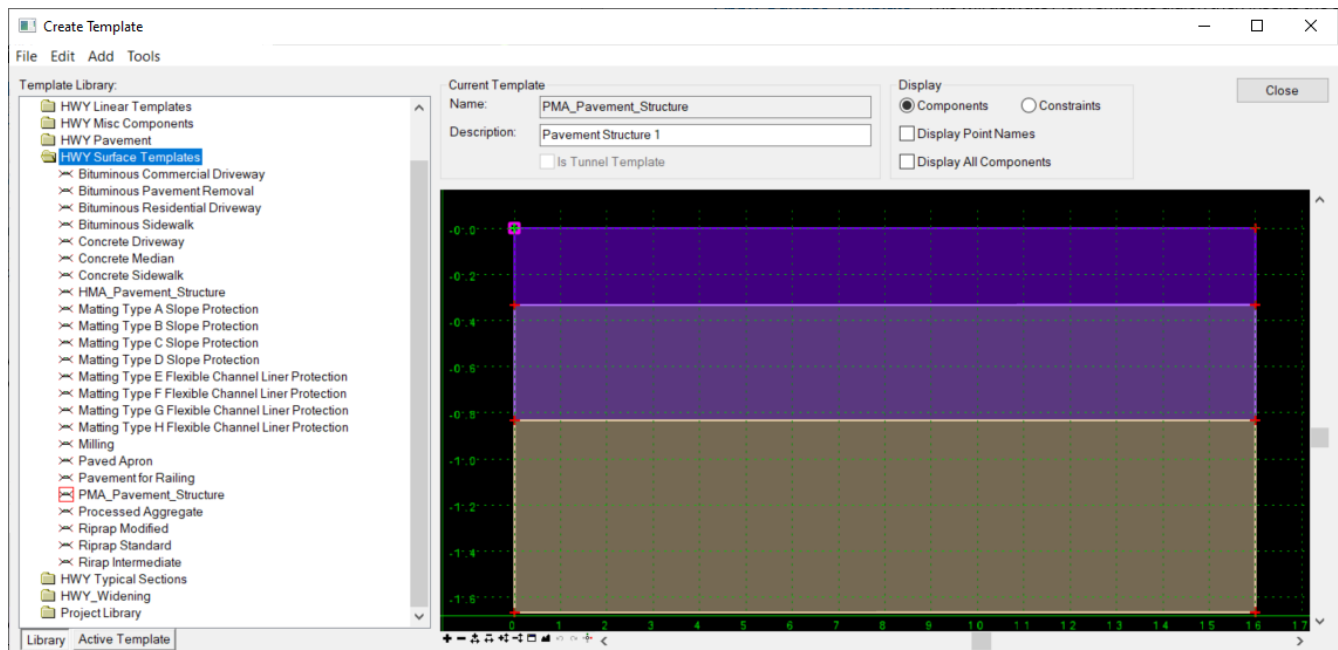 Create Template
File Edit Add Tools
Template Library:
HWY Linear Templates
HWY Misc Components
HWY Pavement
HWY Surface Templates
Bituminous Commercial Driveway
Bituminous Pavement Removal
Bituminous Residential Driveway
Bituminous Sidewalk
Concrete Driveway
Concrete Median
Concrete Sidewalk
HMA_Pavement_Structure
Matting Type A Slope Protection
Matting Type B Slope Protection
Matting Type C Slope Protection
Matting Type D Slope Protection
Matting Type E Flexible Channel Liner Protection
Matting Type F Flexible Channel Liner Protection
Matting Type G Flexible Channel Liner Protection
Matting Type H Flexible Channel Liner Protection
Milling
Paved Apron
Pavement for Railing
PMA_Pavement_Structure
Processed Aggregate
Riprap Modified
Riprap Standard
Rirap Intermediate
HWY Typical Sections
HWY_Widening
Project Library
Library Active Template
Current Template
Name: PMA_Pavement_Structure
Description: Pavement Structure 1
Is Tunnel Template
Display
Components Constraints
Display Point Names
Display All Components
Close
-0.0
-0.2
-0.4
-0.6
-0.8
-1.0
-1.2
-1.4
-1.6
0 1 2 3 4 5 6 7 8 9 10 11 12 13 14 15 16 17